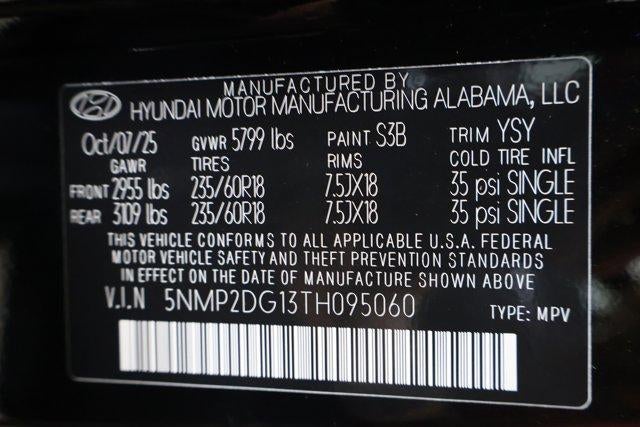 MANUFACTURED BY
HYUNDAI MOTOR MANUFACTURING ALABAMA, LLC
Oct/07/25 GVWR 5799 lbs PAINT S3B TRIM YSY
GAWR TIRES RIMS COLD TIRE INFL
FRONT 2955 lbs 235/60R18 7.5JX18 35 psi SINGLE
REAR 3109 lbs 235/60R18 7.5JX18 35 psi SINGLE
THIS VEHICLE CONFORMS TO ALL APPLICABLE U.S.A. FEDERAL
MOTOR VEHICLE SAFETY AND THEFT PREVENTION STANDARDS
IN EFFECT ON THE DATE OF MANUFACTURE SHOWN ABOVE
V.I.N 5NMP2DG13TH095060 TYPE: MPV